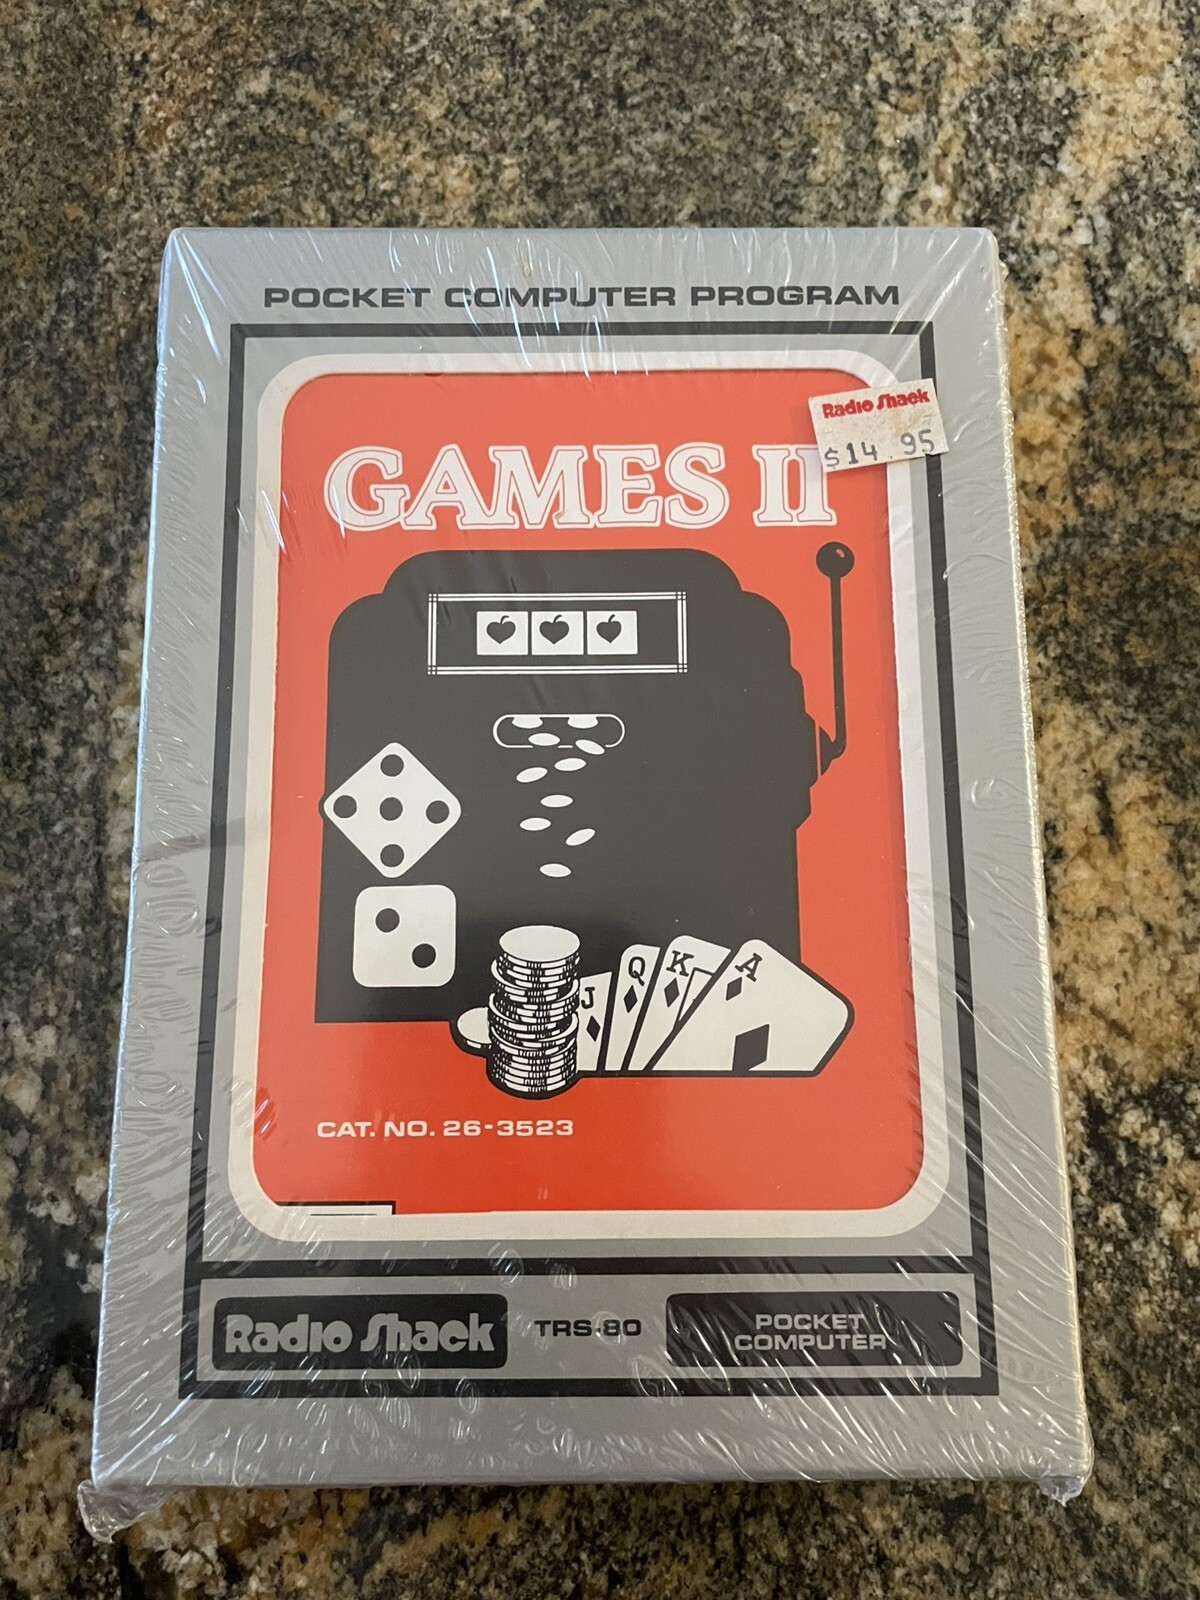 POCKET COMPUTER PROGRAM
Radio Shack
$14.95
GAMES II
J
Q
K
A
CAT. NO. 26-3523
Radio Shack
TRS-80
POCKET
COMPUTER